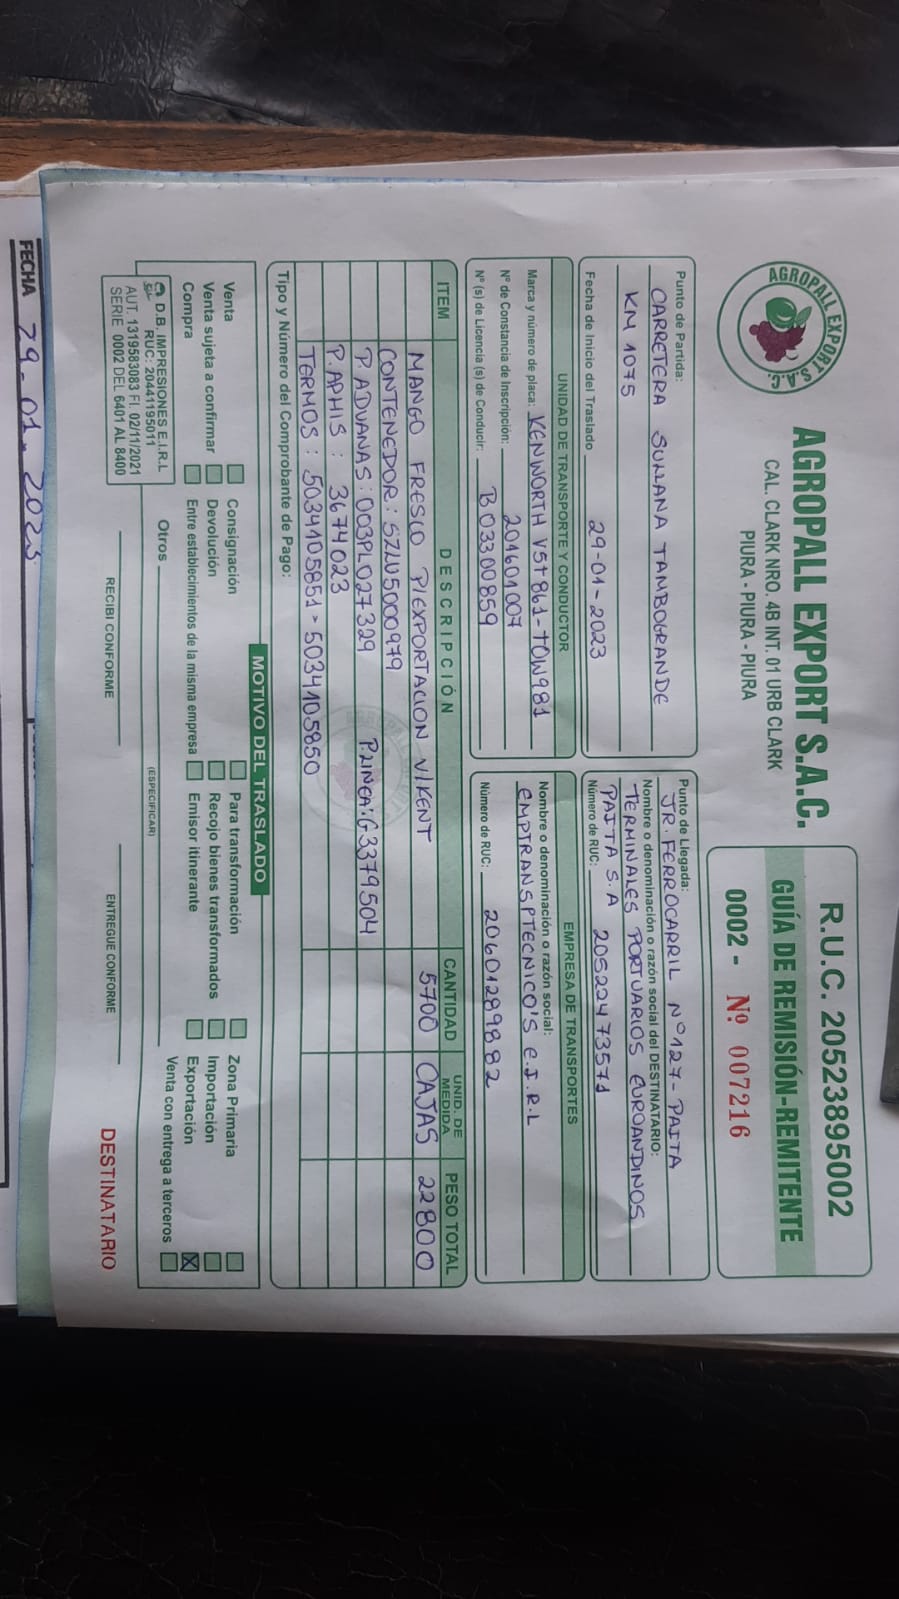 AGROPALL EXPORT S.A.C.
AGROPALL EXPORT S.A.C.
CAL. CLARK NRO. 4B INT. 01 URB CLARK
PIURA - PIURA - PIURA
R.U.C. 20523895002
GUÍA DE REMISIÓN-REMITENTE
0002 - Nº 007216
Punto de Partida:
CARRETERA SULLANA TAMBOGRANDE
KM 1075
Fecha de Inicio del Traslado 29-01-2023
Punto de Llegada:
JR. FERROCARRIL Nº127-PAITA
Nombre o denominación o razón social del DESTINATARIO:
TERMINALES PORTUARIOS EUROANDINOS
PAITA S.A
Número de RUC: 20522473571
UNIDAD DE TRANSPORTE Y CONDUCTOR
Marca y número de placa: KENWORTH V5T861-TOW981
Nº de Constancia de Inscripción: 201601007
Nº (s) de Licencia (s) de Conducir: B03300859
EMPRESA DE TRANSPORTES
Nombre o denominación o razón social:
EMPTRANSPTECNICO'S E.I.R.L
Número de RUC: 20601289882
ITEM DESCRIPCIÓN CANTIDAD UNID. DE MEDIDA PESO TOTAL
MANGO FRESCO P/EXPORTACION V/KENT 5700 CAJAS 22800
CONTENEDOR: SZLU5000979
P. ADUANAS: 003PL027329 P.LINEA: G3379504
P. APHIS : 3674023
TERMOS : 5034105851 - 5034105850
Tipo y Número del Comprobante de Pago:
MOTIVO DEL TRASLADO
Venta Consignación Para transformación Zona Primaria
Venta sujeta a confirmar Devolución Recojo bienes transformados Importación
Compra Entre establecimientos de la misma empresa Emisor itinerante Exportación X
Venta con entrega a terceros
Otros
(ESPECIFICAR)
D.B. IMPRESIONES E.I.R.L
RUC: 20441195011
AUT. 1319583083 FI. 02/11/2021
SERIE 0002 DEL 6401 AL 8400
RECIBI CONFORME
ENTREGUE CONFORME
DESTINATARIO
FECHA 29-01-2023